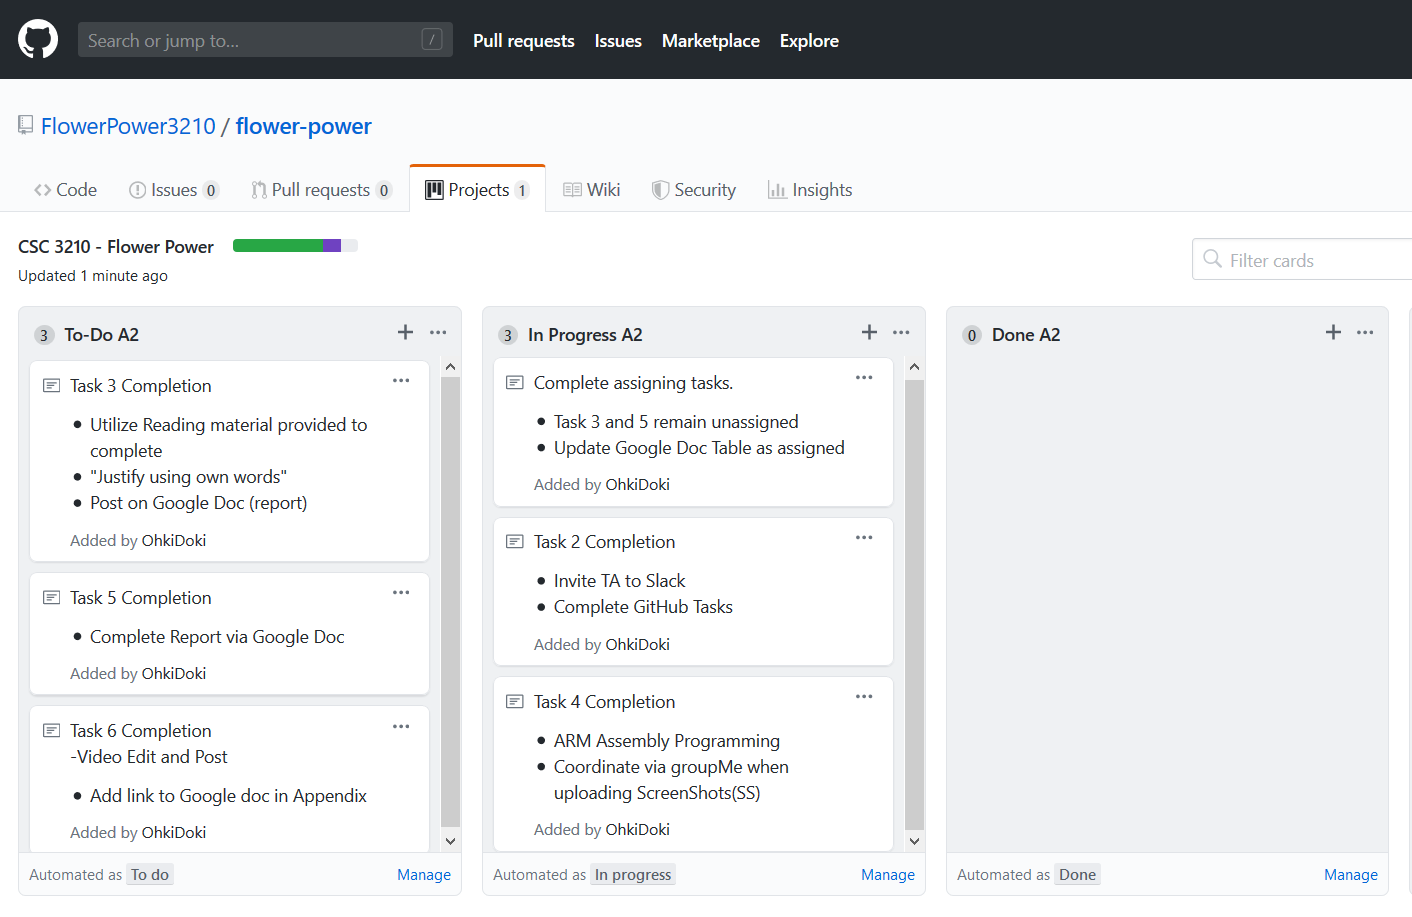 Search or jump to...
/
Pull requests Issues Marketplace Explore
FlowerPower3210 / flower-power
Code
Issues 0
Pull requests 0
Projects 1
Wiki
Security
Insights
CSC 3210 - Flower Power
Updated 1 minute ago
Filter cards
3 To-Do A2
Task 3 Completion
• Utilize Reading material provided to
complete
• "Justify using own words"
• Post on Google Doc (report)
Added by OhkiDoki
Task 5 Completion
• Complete Report via Google Doc
Added by OhkiDoki
Task 6 Completion
-Video Edit and Post
• Add link to Google doc in Appendix
Added by OhkiDoki
Automated as To do
Manage
3 In Progress A2
Complete assigning tasks.
• Task 3 and 5 remain unassigned
• Update Google Doc Table as assigned
Added by OhkiDoki
Task 2 Completion
• Invite TA to Slack
• Complete GitHub Tasks
Added by OhkiDoki
Task 4 Completion
• ARM Assembly Programming
• Coordinate via groupMe when
uploading ScreenShots(SS)
Added by OhkiDoki
Automated as In progress
Manage
0 Done A2
Automated as Done
Manage